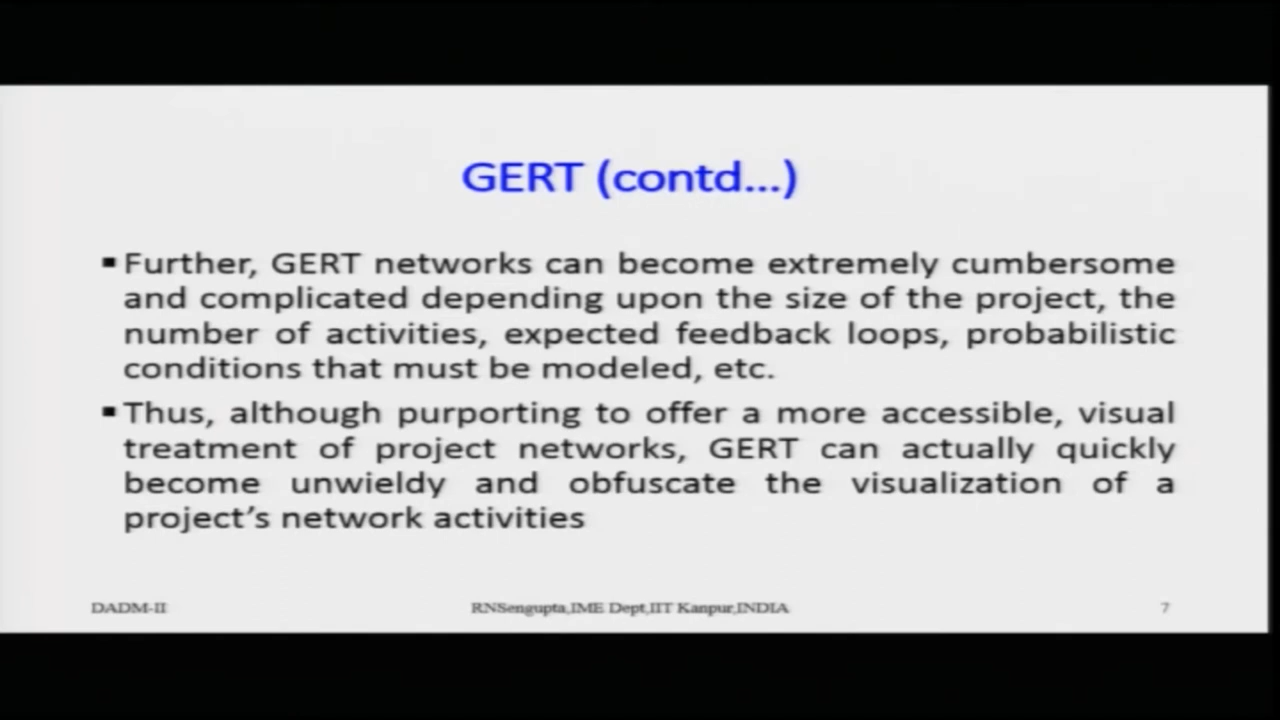 GERT (contd...)
▪Further, GERT networks can become extremely cumbersome
and complicated depending upon the size of the project, the
number of activities, expected feedback loops, probabilistic
conditions that must be modeled, etc.
▪Thus, although purporting to offer a more accessible, visual
treatment of project networks, GERT can actually quickly
become unwieldy and obfuscate the visualization of a
project's network activities
DADM-II RNSengupta,IME Dept,IIT Kanpur,INDIA 7